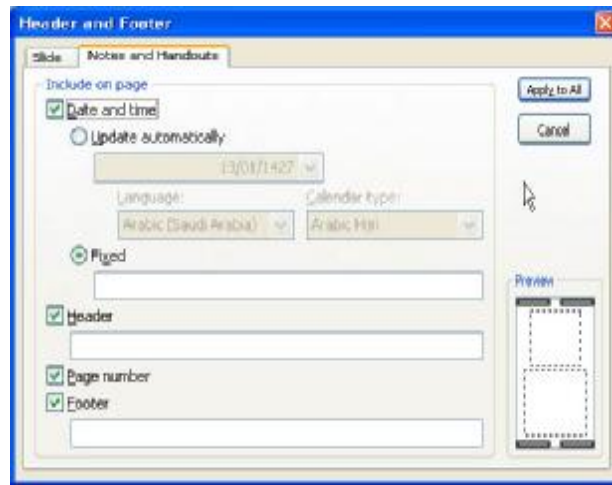 Header and Footer
Slide
Notes and Handouts
Include on page
Date and time
Update automatically
13/01/1427
Language:
Calendar type:
Arabic (Saudi Arabia)
Arabic Hijri
Fixed
Header
Page number
Footer
Apply to All
Cancel
Preview